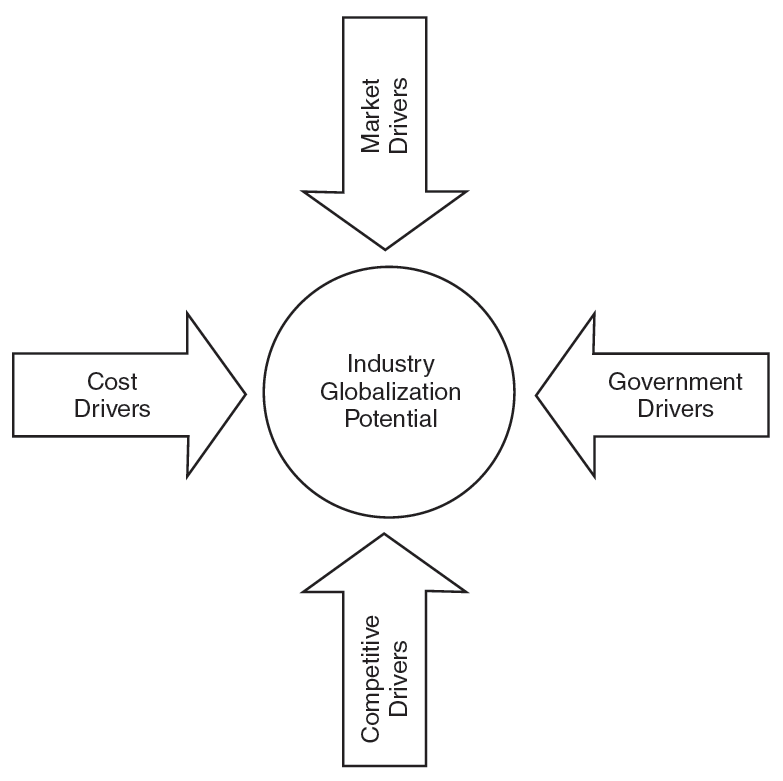 Market
Drivers
Cost
Drivers
Industry
Globalization
Potential
Government
Drivers
Competitive
Drivers